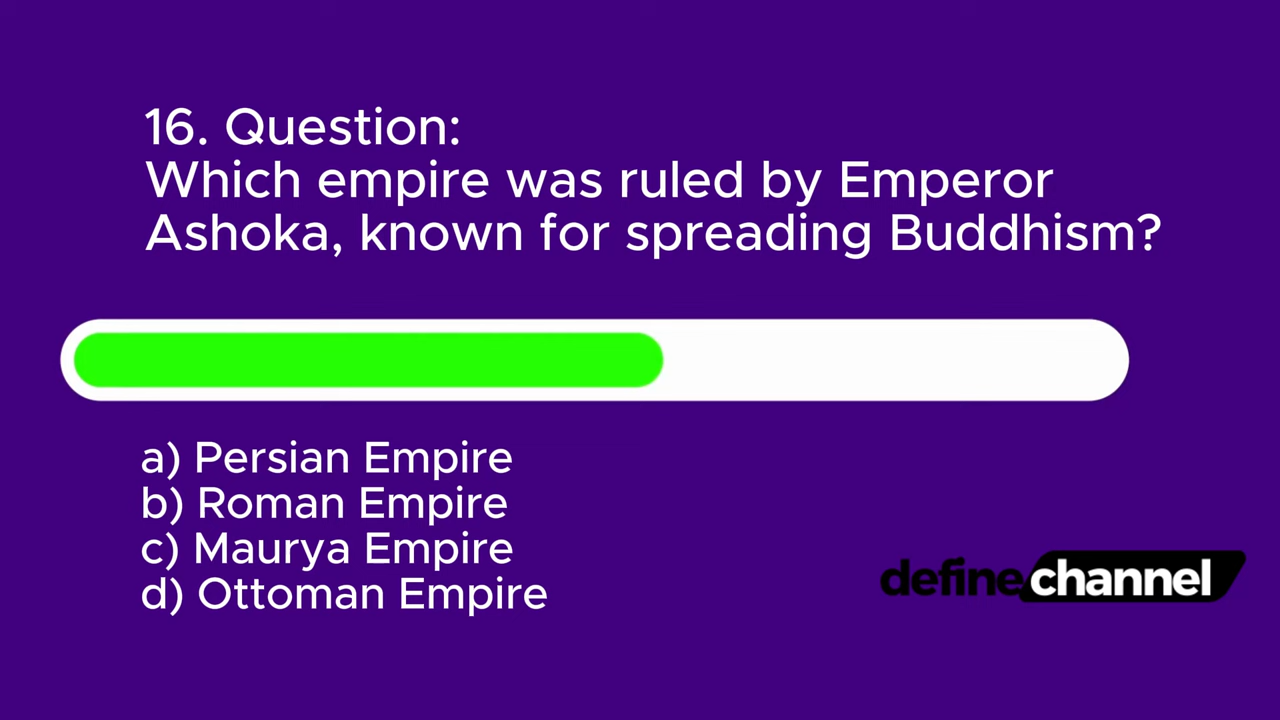 16. Question:
Which empire was ruled by Emperor
Ashoka, known for spreading Buddhism?
a) Persian Empire
b) Roman Empire
c) Maurya Empire
d) Ottoman Empire
definechannel